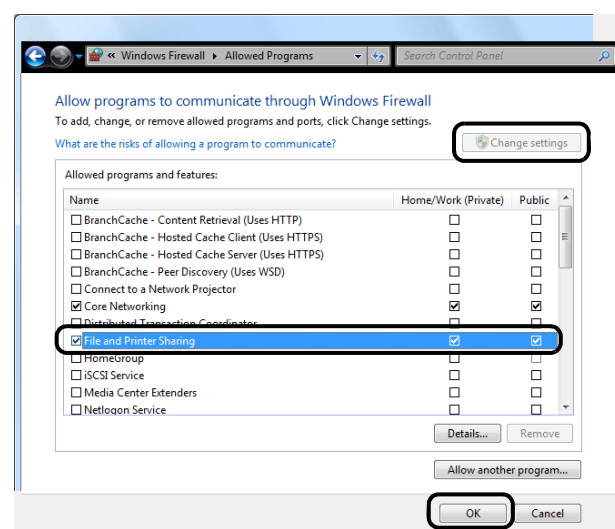 « Windows Firewall ▸ Allowed Programs
Search Control Panel
Allow programs to communicate through Windows Firewall
To add, change, or remove allowed programs and ports, click Change settings.
What are the risks of allowing a program to communicate?
Change settings
Allowed programs and features:
Name Home/Work (Private) Public
BranchCache - Content Retrieval (Uses HTTP)
BranchCache - Hosted Cache Client (Uses HTTPS)
BranchCache - Hosted Cache Server (Uses HTTPS)
BranchCache - Peer Discovery (Uses WSD)
Connect to a Network Projector
Core Networking
Distributed Transaction Coordinator
File and Printer Sharing
HomeGroup
iSCSI Service
Media Center Extenders
Netlogon Service
Details... Remove
Allow another program...
OK Cancel